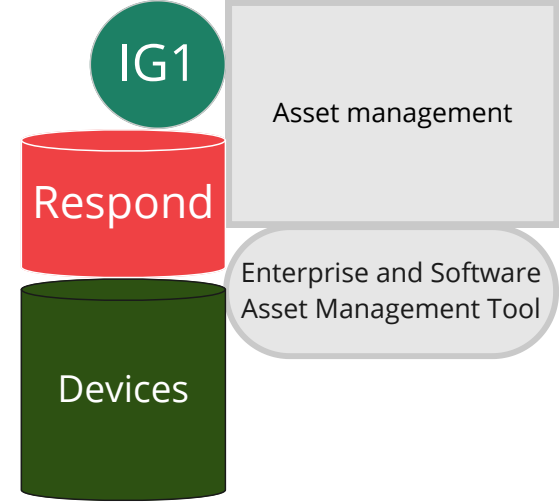 IG1
Asset management
Respond
Enterprise and Software
Asset Management Tool
Devices